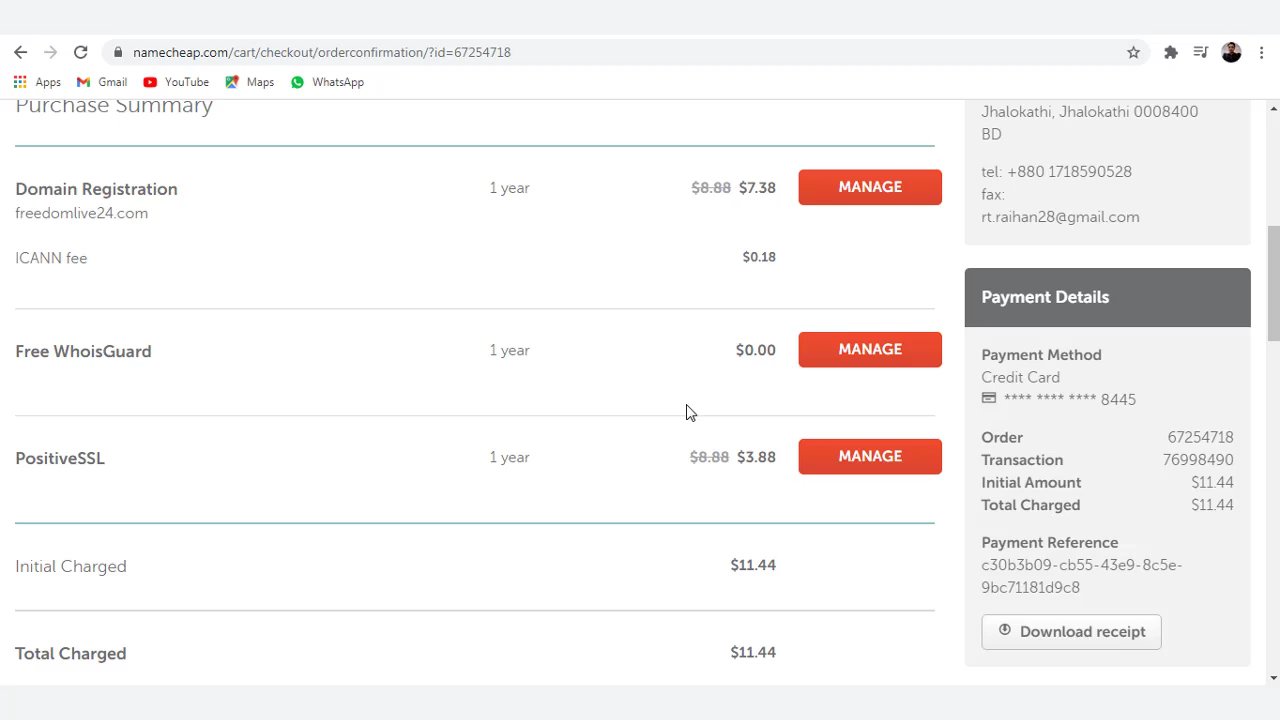 namecheap.com/cart/checkout/orderconfirmation/?id=67254718
Apps Gmail YouTube Maps WhatsApp
Purchase Summary
Domain Registration 1 year $8.88 $7.38 MANAGE
freedomlive24.com
ICANN fee $0.18
Free WhoisGuard 1 year $0.00 MANAGE
PositiveSSL 1 year $8.88 $3.88 MANAGE
Initial Charged $11.44
Total Charged $11.44
Jhalokathi, Jhalokathi 0008400
BD
tel: +880 1718590528
fax:
rt.raihan28@gmail.com
Payment Details
Payment Method
Credit Card
**** **** **** 8445
Order 67254718
Transaction 76998490
Initial Amount $11.44
Total Charged $11.44
Payment Reference
c30b3b09-cb55-43e9-8c5e-
9bc71181d9c8
Download receipt